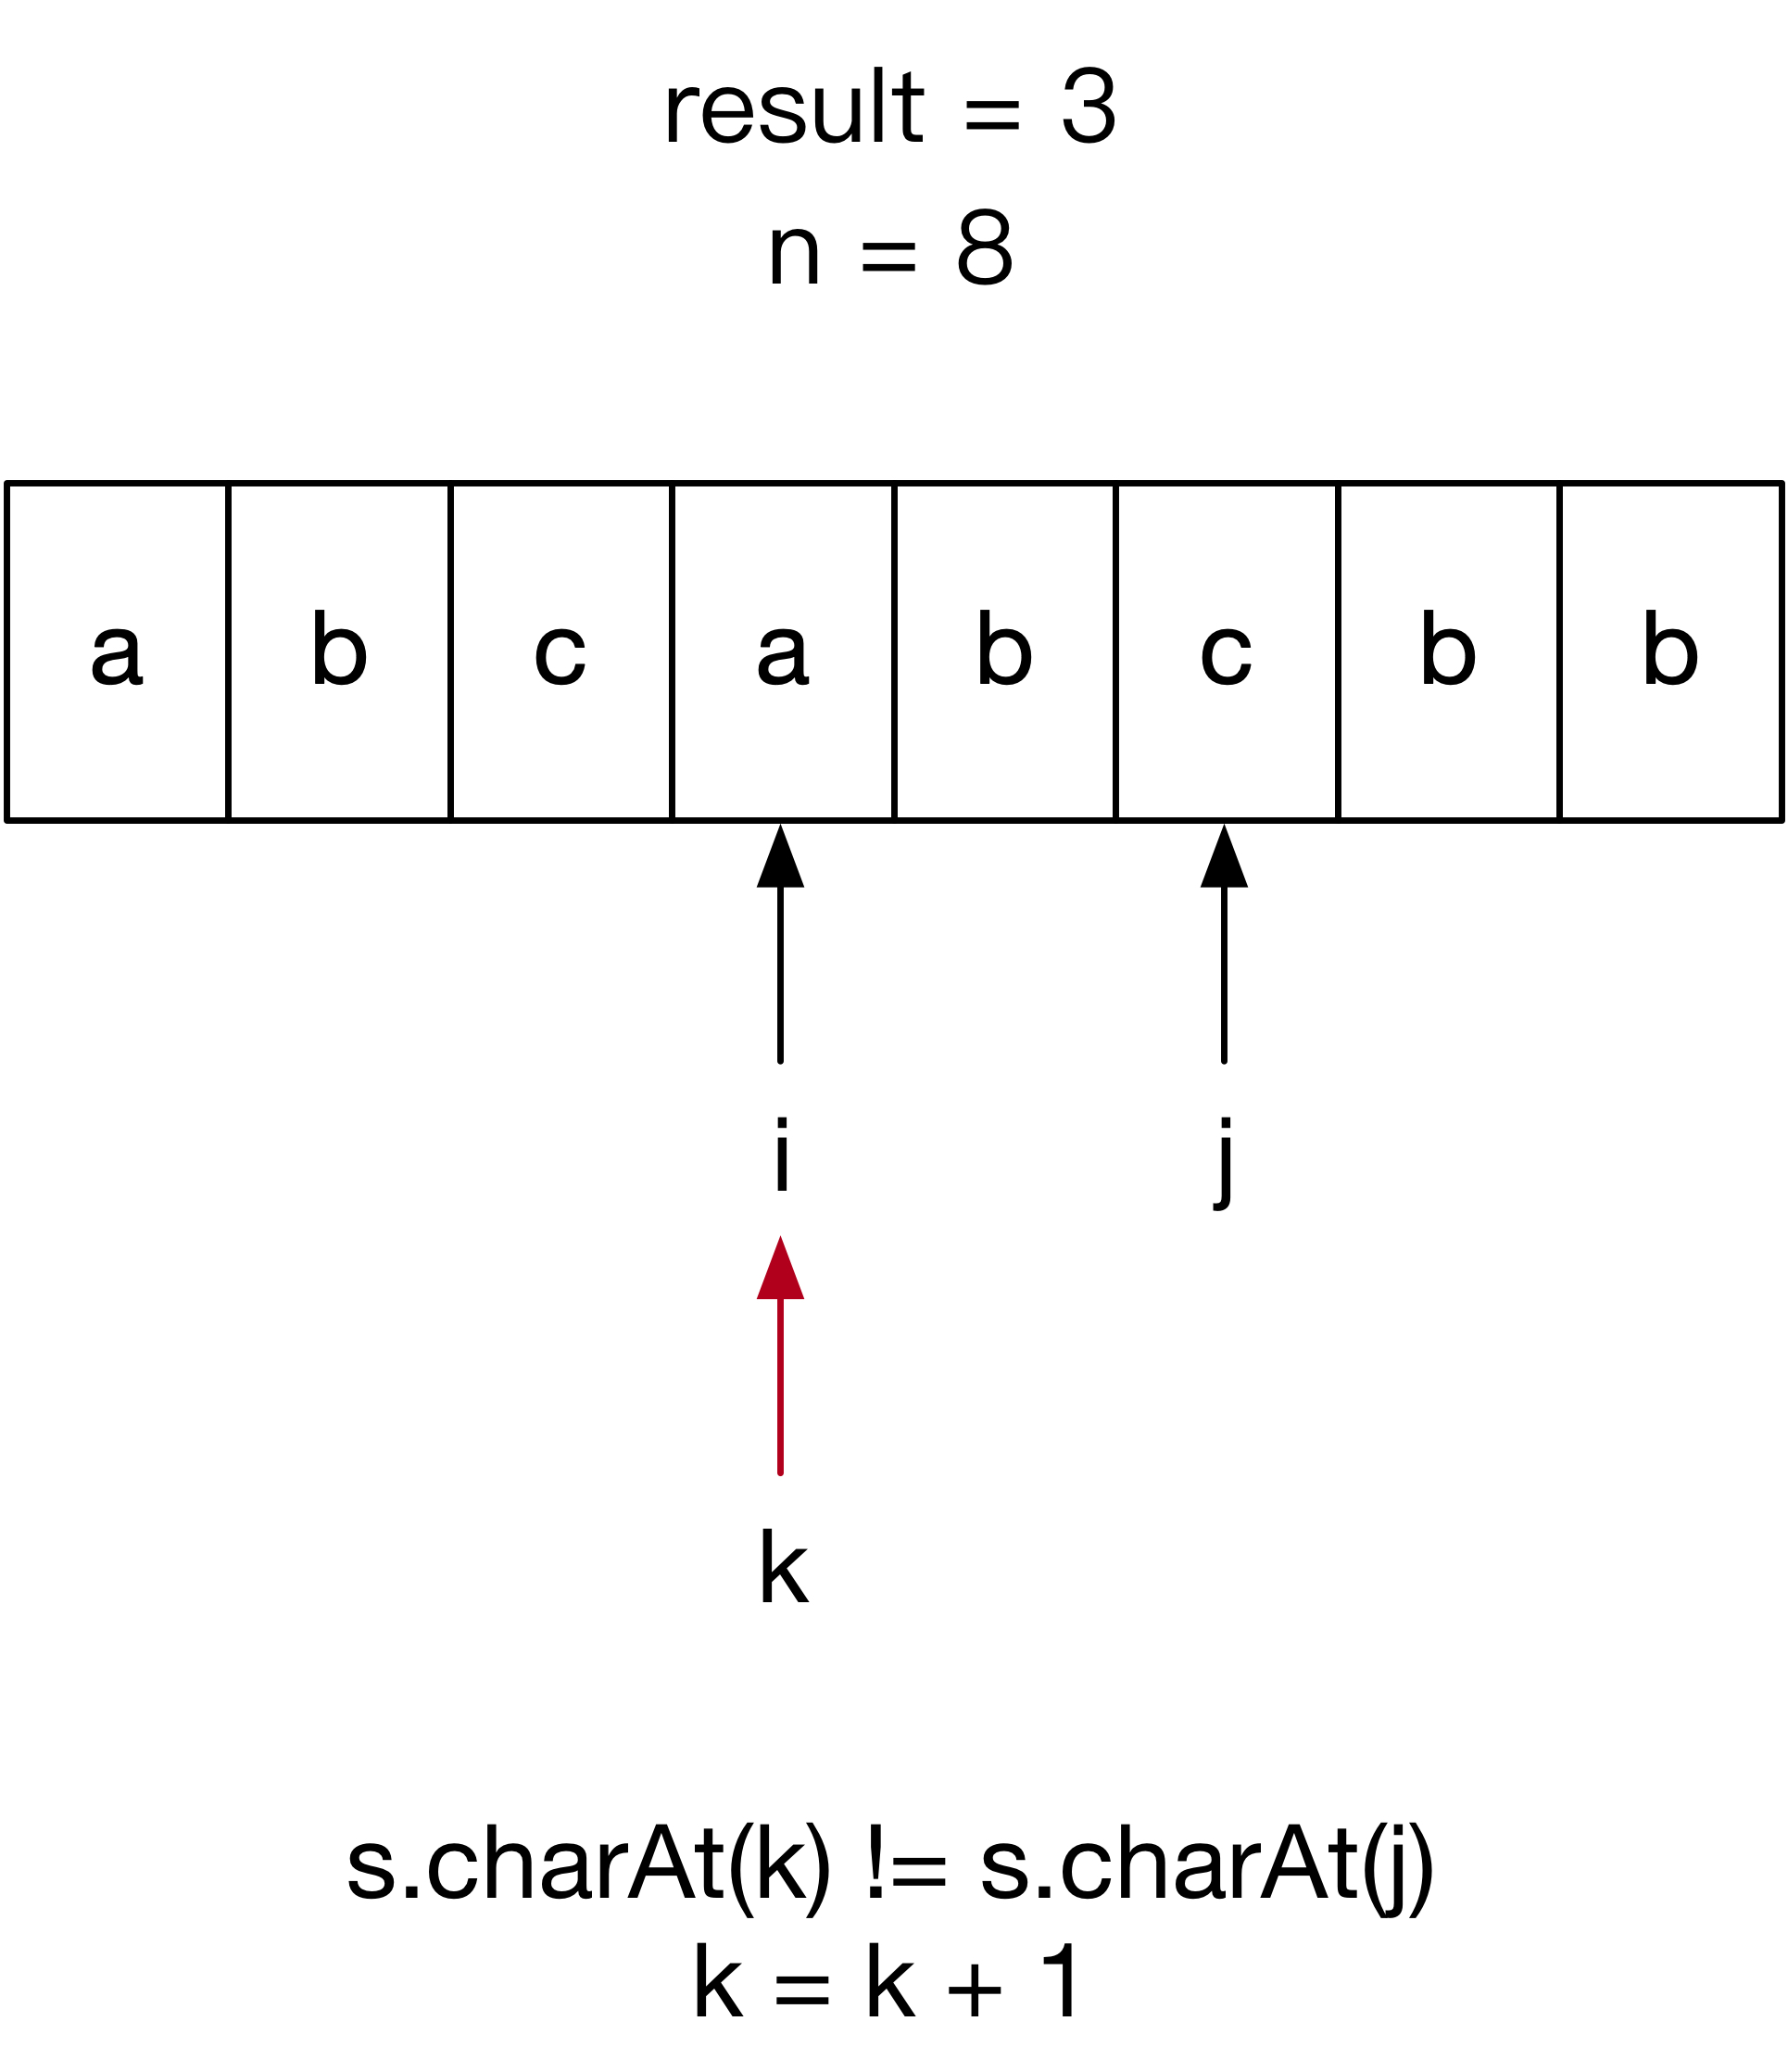 result = 3
n = 8
a b c a b c b b
i j
k
s.charAt(k) != s.charAt(j)
k = k + 1